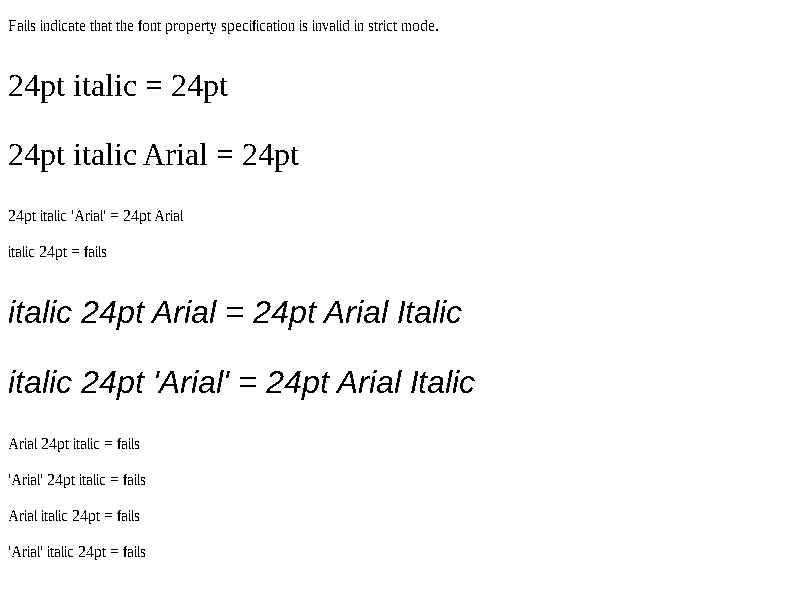 Fails indicate that the font property specification is invalid in strict mode.
24pt italic = 24pt
24pt italic Arial = 24pt
24pt italic 'Arial' = 24pt Arial
italic 24pt = fails
italic 24pt Arial = 24pt Arial Italic
italic 24pt 'Arial' = 24pt Arial Italic
Arial 24pt italic = fails
'Arial' 24pt italic = fails
Arial italic 24pt = fails
'Arial' italic 24pt = fails